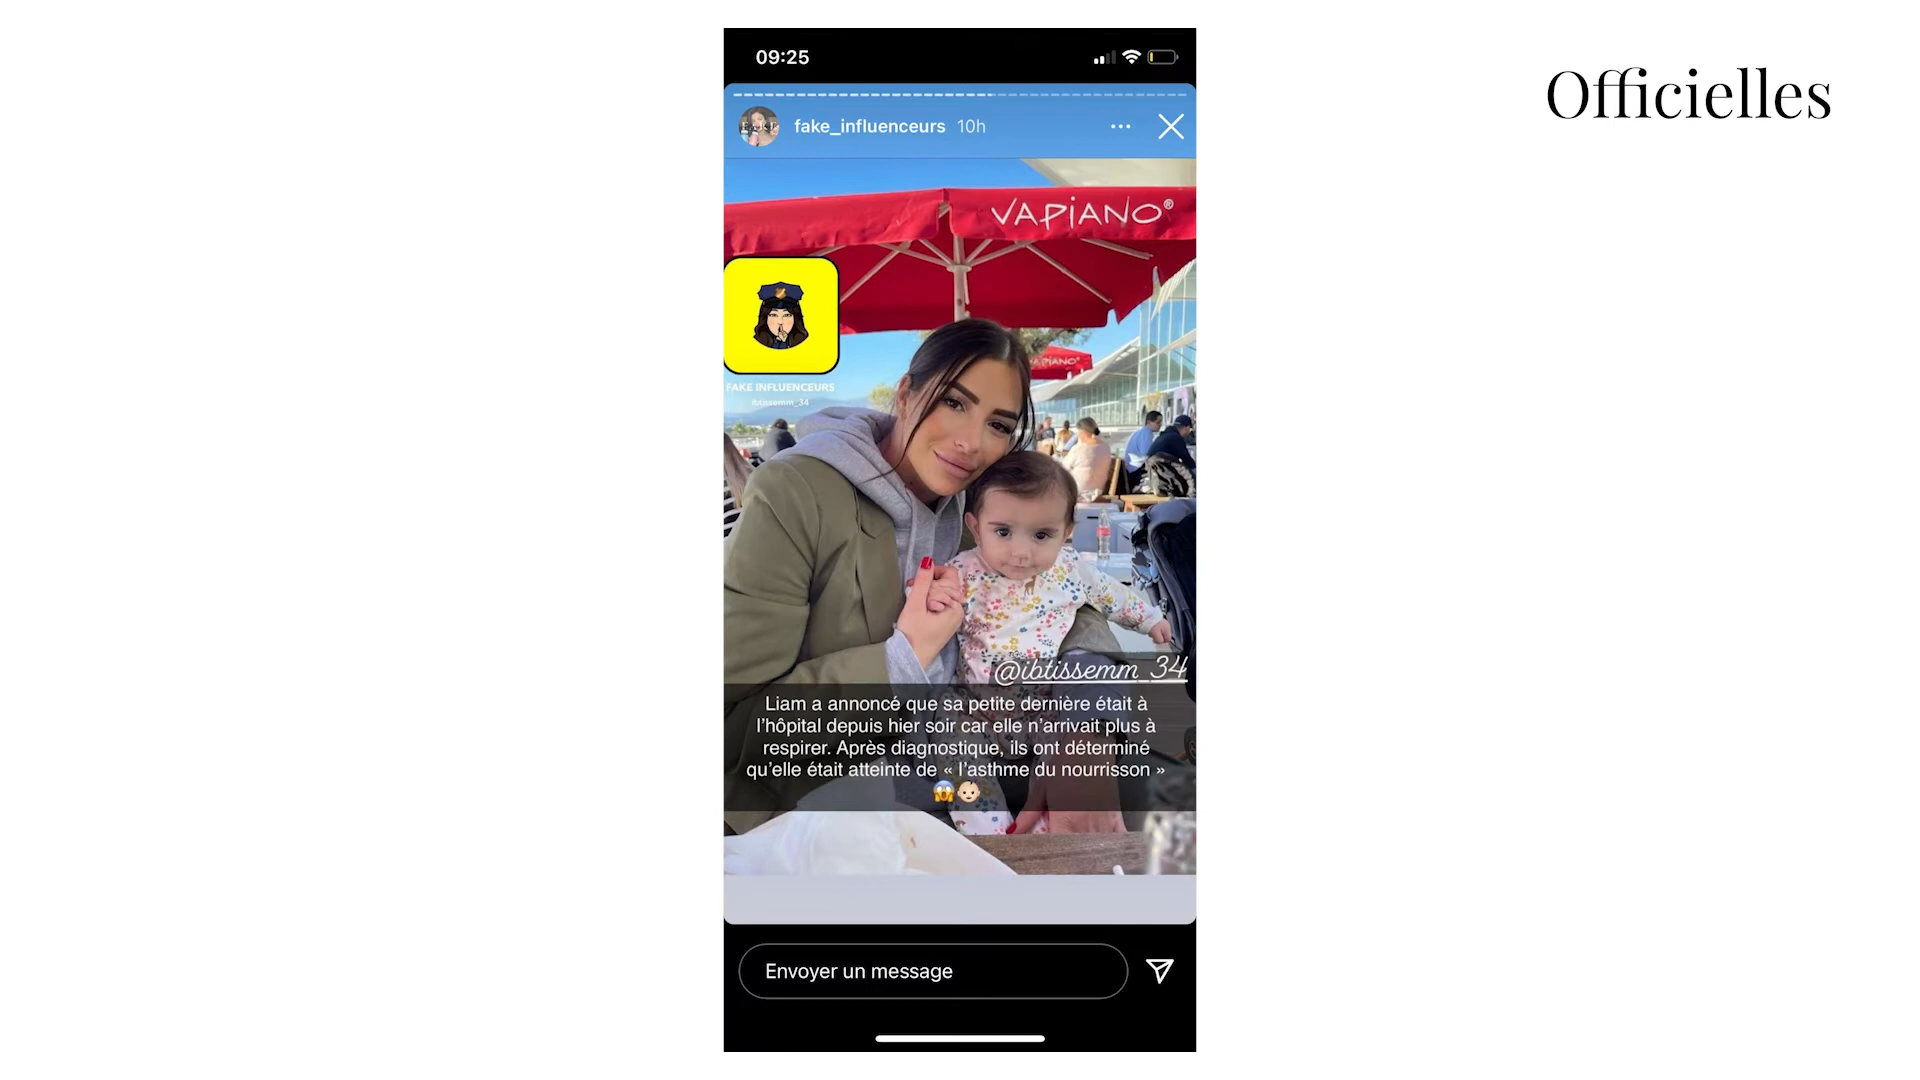 09:25
Officielles
fake_influenceurs 10h
VAPIANO®
VAPIANO®
FAKE INFLUENCEURS
ibtissemm_34
@ibtissemm_34
Liam a annoncé que sa petite dernière était à
l'hôpital depuis hier soir car elle n'arrivait plus à
respirer. Après diagnostique, ils ont déterminé
qu'elle était atteinte de « l'asthme du nourrisson »
😱👶🏻
Envoyer un message